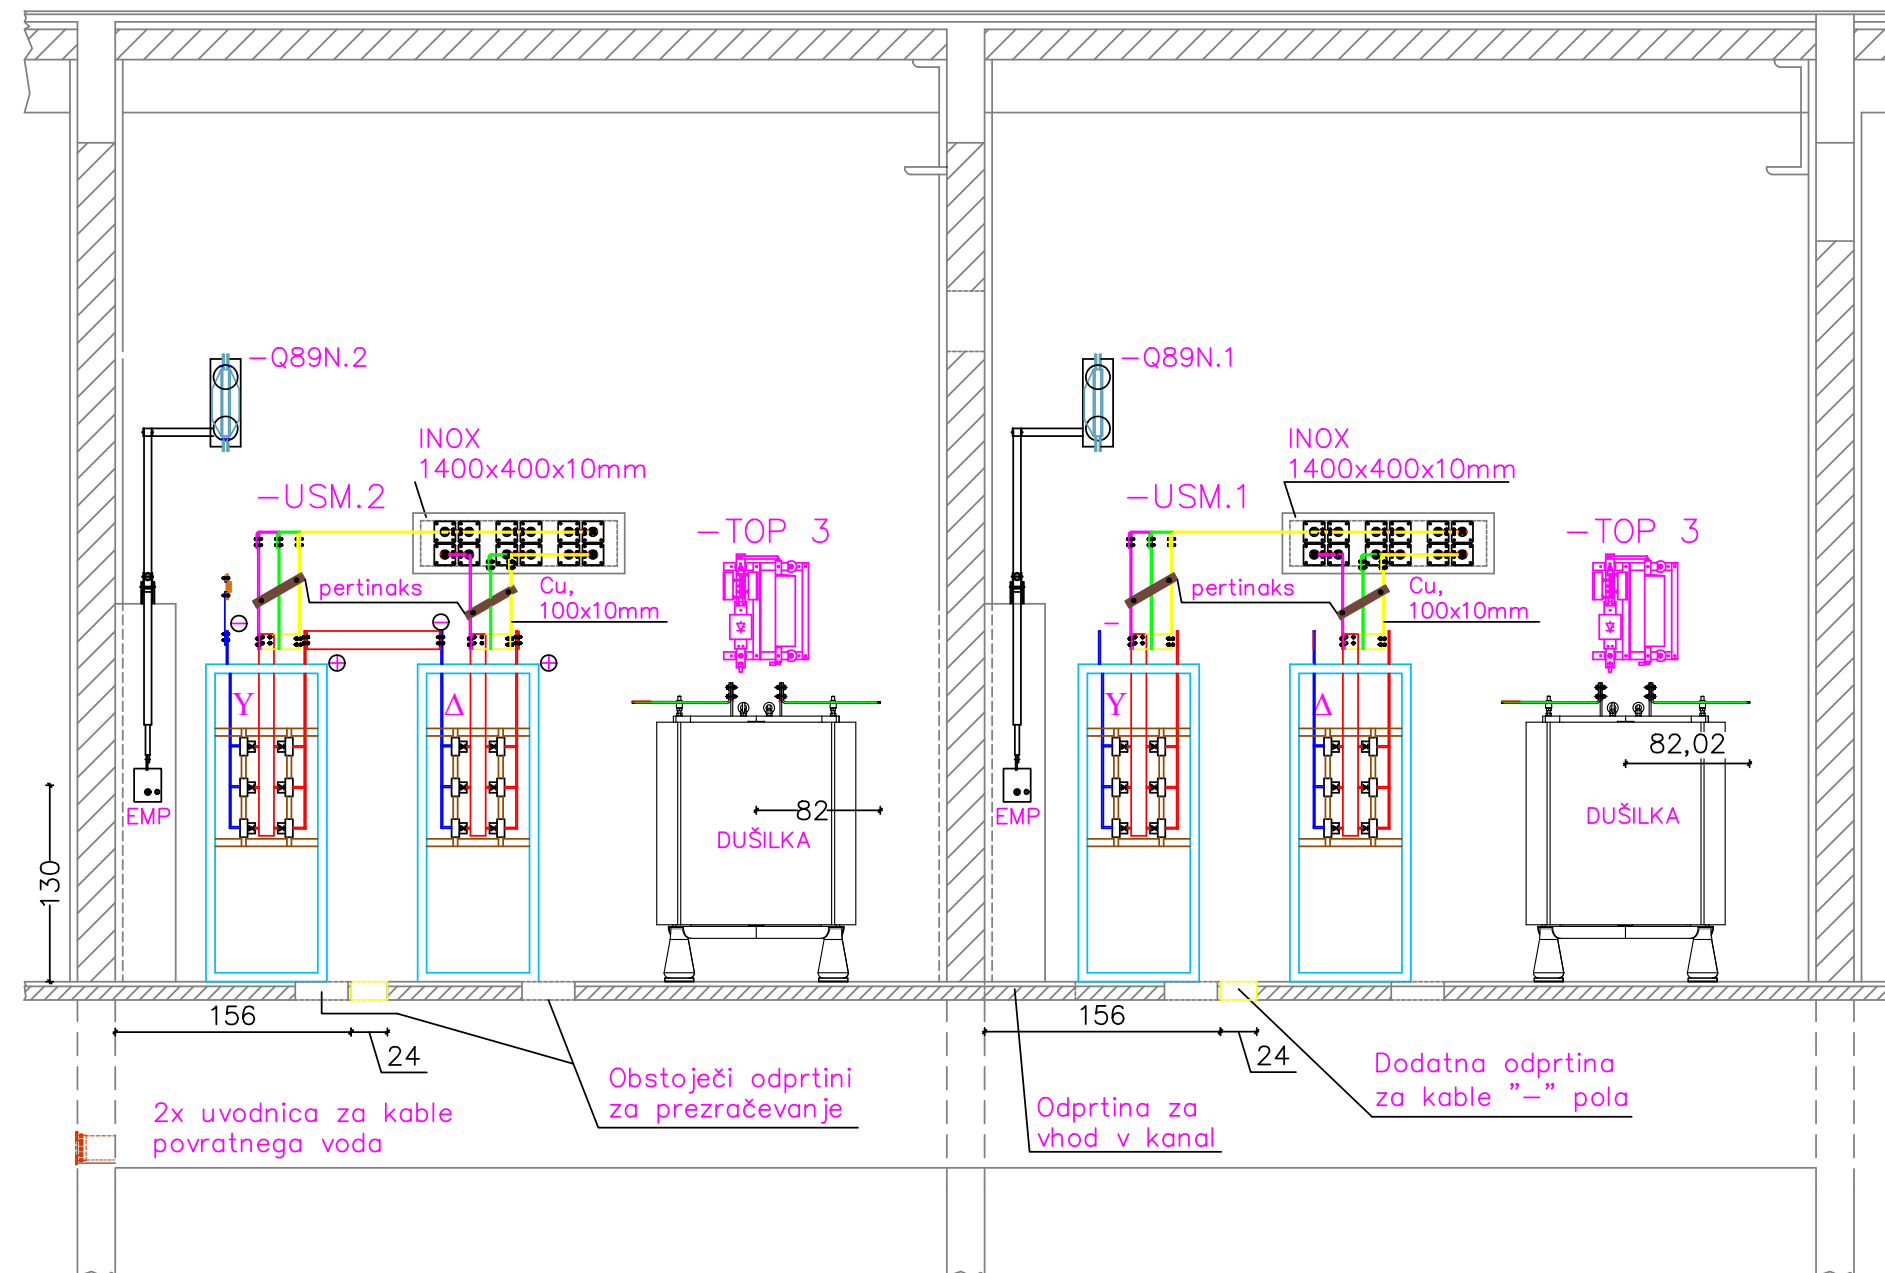 -Q89N.2
-Q89N.1
INOX
1400x400x10mm
INOX
1400x400x10mm
-USM.2
-USM.1
-TOP 3
-TOP 3
pertinaks
Cu,
100x10mm
pertinaks
Cu,
100x10mm
Y
Δ
Y
Δ
82,02
82
EMP
DUŠILKA
EMP
DUŠILKA
130
156
24
156
24
Obstoječi odprtini
za prezračevanje
Dodatna odprtina
za kable "-" pola
2x uvodnica za kable
povratnega voda
Odprtina za
vhod v kanal